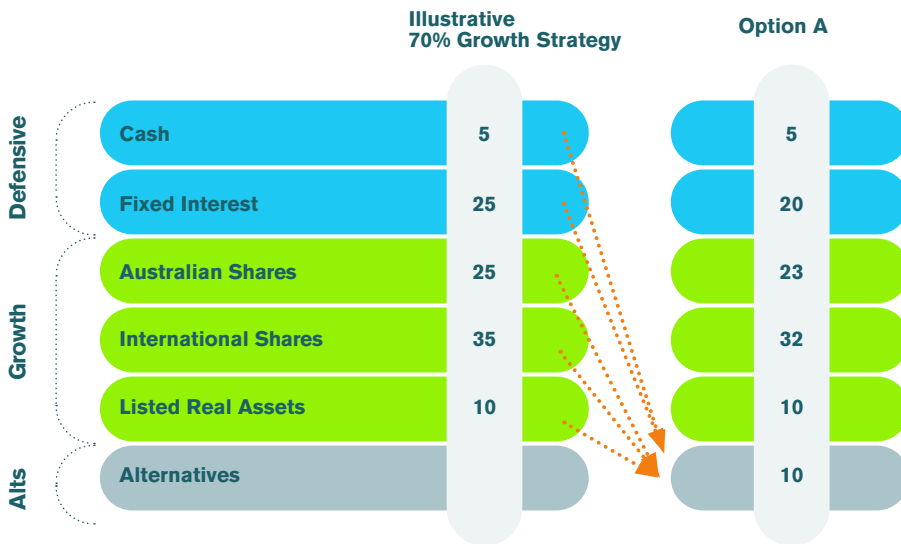 Illustrative
70% Growth Strategy
Option A
Defensive
Cash 5 5
Fixed Interest 25 20
Growth
Australian Shares 25 23
International Shares 35 32
Listed Real Assets 10 10
Alts
Alternatives 10